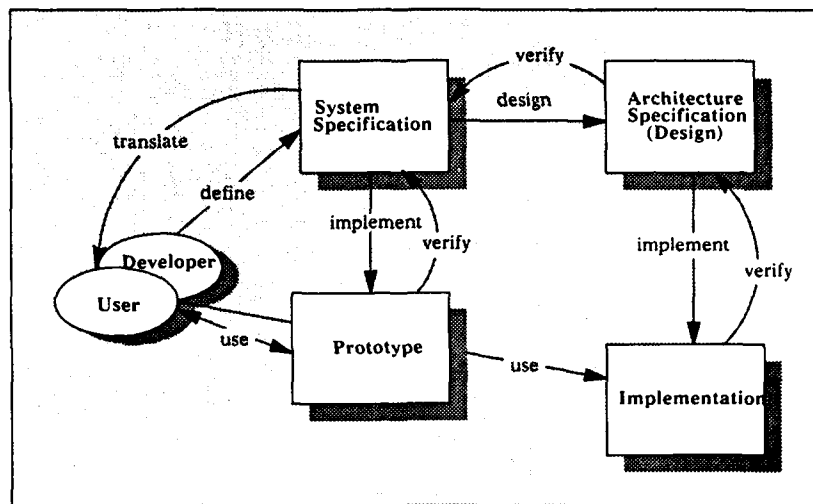 verify
System
Specification
design
Architecture
Specification
(Design)
translate
define
implement
verify
implement
verify
Developer
User
use
Prototype
use
Implementation